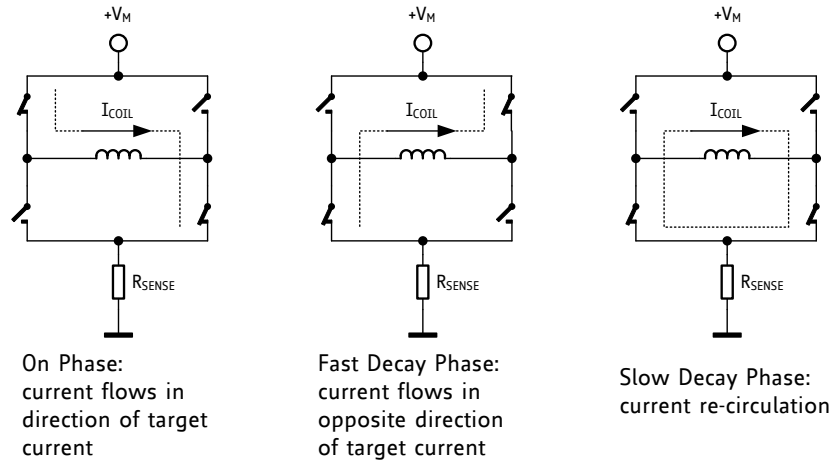 +VM
ICOIL
RSENSE
On Phase:
current flows in
direction of target
current
+VM
ICOIL
RSENSE
Fast Decay Phase:
current flows in
opposite direction
of target current
+VM
ICOIL
RSENSE
Slow Decay Phase:
current re-circulation